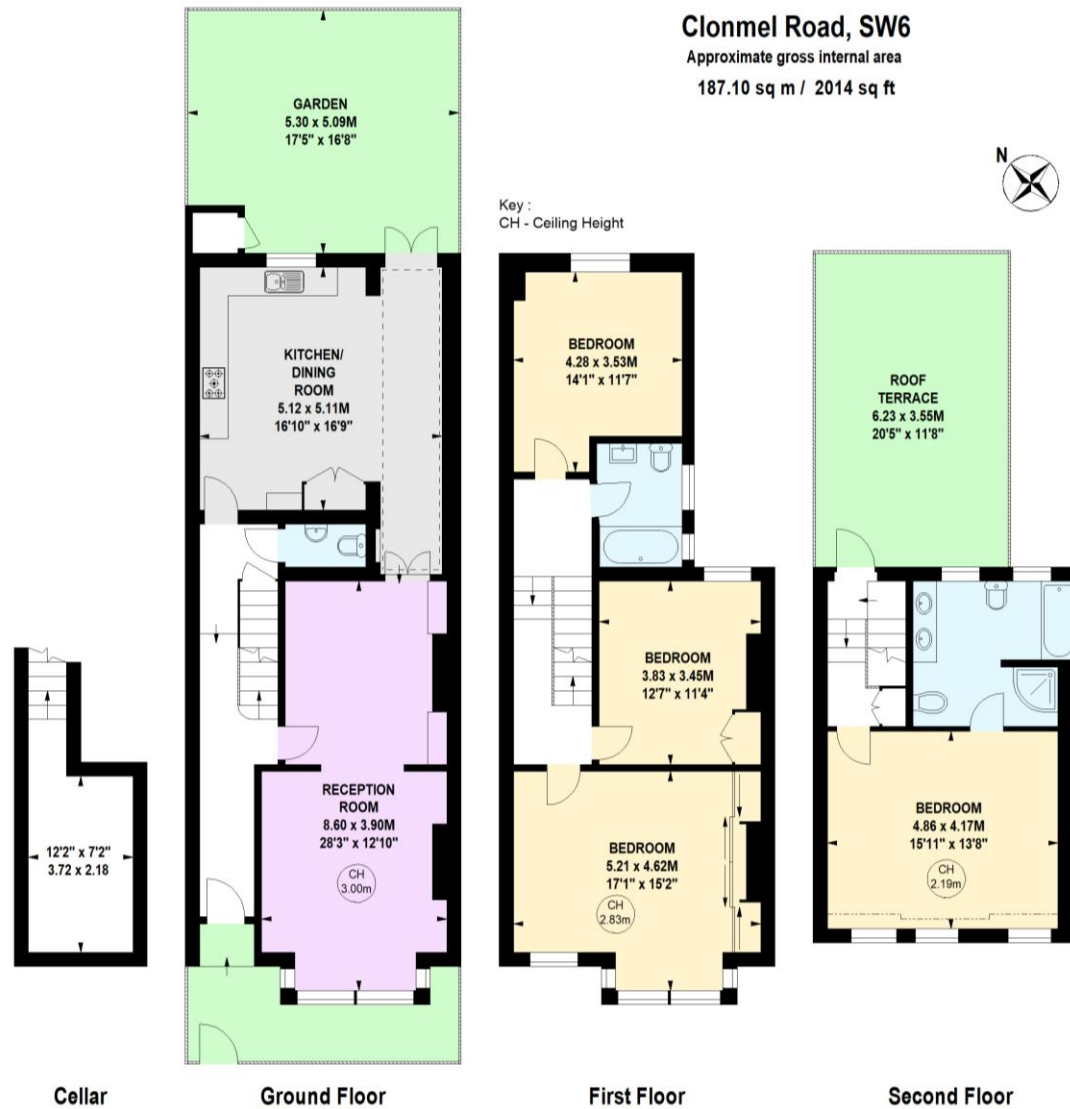 Clonmel Road, SW6
Approximate gross internal area
187.10 sq m / 2014 sq ft
N
Key :
CH - Ceiling Height
GARDEN
5.30 x 5.09M
17'5" x 16'8"
KITCHEN/
DINING
ROOM
5.12 x 5.11M
16'10" x 16'9"
RECEPTION
ROOM
8.60 x 3.90M
28'3" x 12'10"
CH
3.00m
12'2" x 7'2"
3.72 x 2.18
BEDROOM
4.28 x 3.53M
14'1" x 11'7"
BEDROOM
3.83 x 3.45M
12'7" x 11'4"
BEDROOM
5.21 x 4.62M
17'1" x 15'2"
CH
2.83m
ROOF
TERRACE
6.23 x 3.55M
20'5" x 11'8"
BEDROOM
4.86 x 4.17M
15'11" x 13'8"
CH
2.19m
Cellar
Ground Floor
First Floor
Second Floor